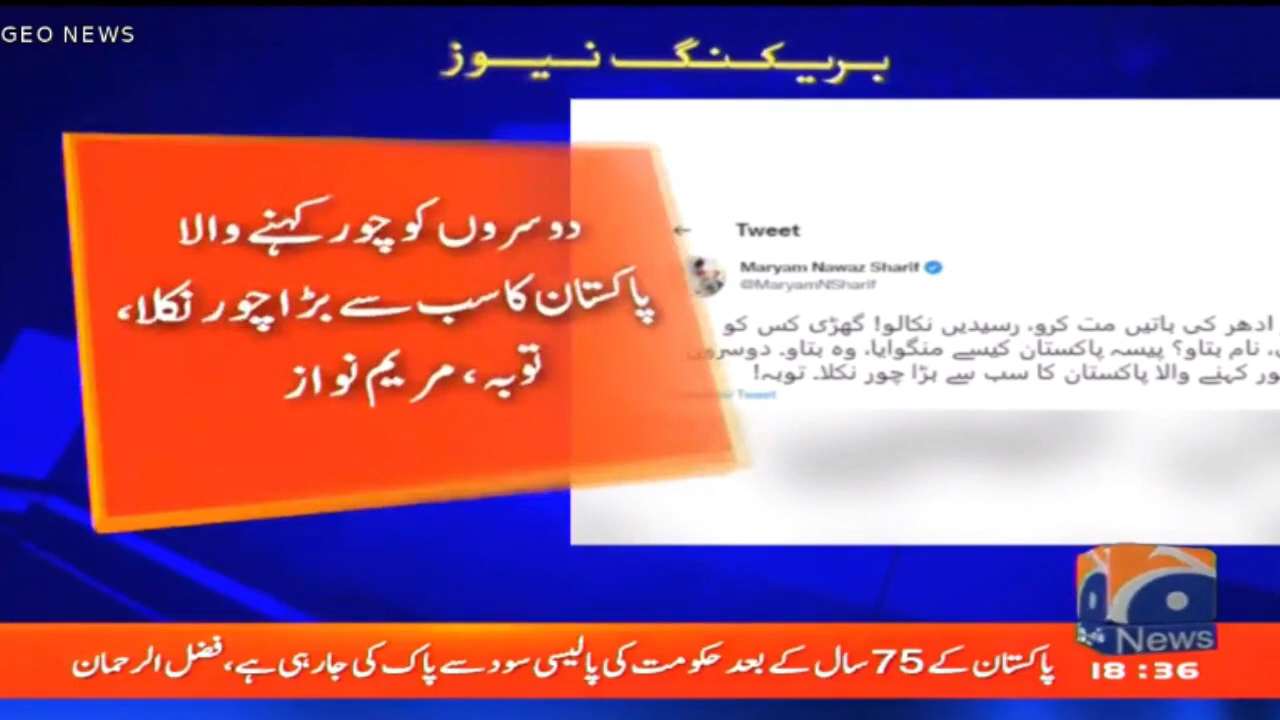 GEO NEWS
بریکنگ نیوز
دوسروں کو چور کہنے والا
پاکستان کا سب سے بڑا چور نکلا،
توبہ، مریم نواز
← Tweet
Maryam Nawaz Sharif
@MaryamNSharif
ادھر کی باتیں مت کرو، رسیدیں نکالو! گھڑی کس کو
نام بتاو؟ پیسہ پاکستان کیسے منگوایا، وہ بتاو۔ دوسروں
کہنے والا پاکستان کا سب سے بڑا چور نکلا۔ توبہ!
Tweet
News
پاکستان کے 75 سال کے بعد حکومت کی پالیسی سود سے پاک کی جارہی ہے، فضل الرحمان
18:36